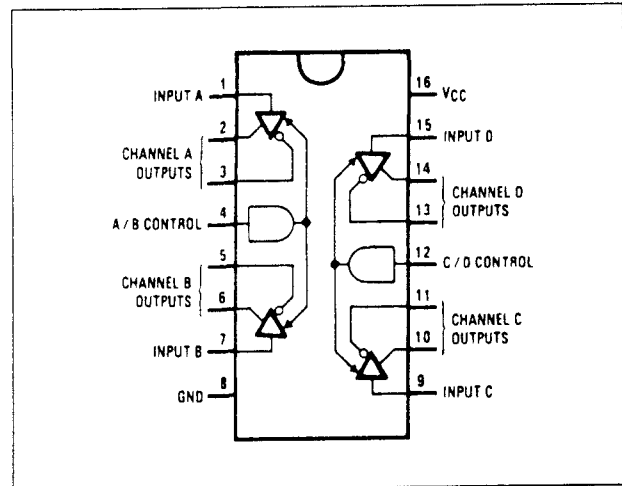 1
INPUT A
2
CHANNEL A
OUTPUTS
3
4
A/B CONTROL
5
CHANNEL B
OUTPUTS
6
7
INPUT B
8
GND
16
VCC
15
INPUT D
14
CHANNEL D
OUTPUTS
13
12
C/D CONTROL
11
CHANNEL C
OUTPUTS
10
9
INPUT C